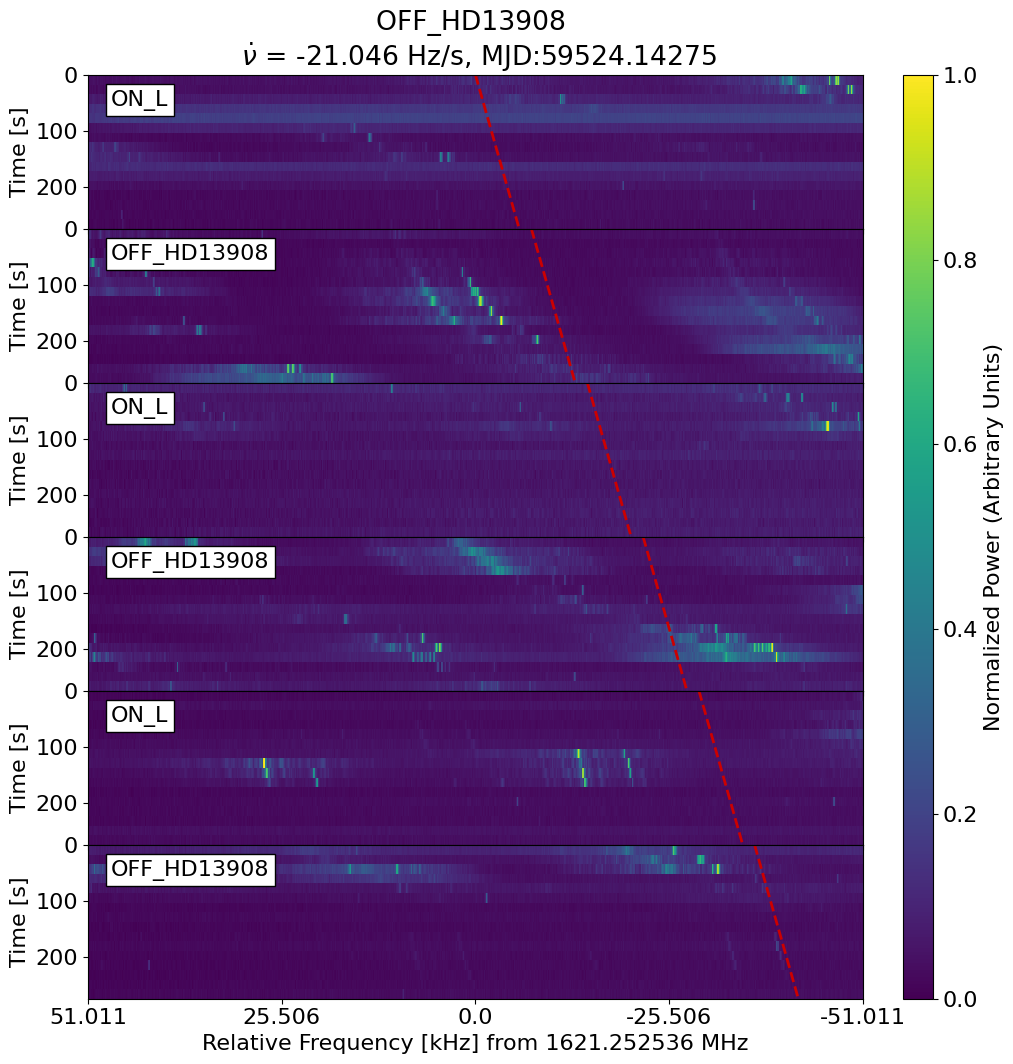 OFF_HD13908
ν̇ = -21.046 Hz/s, MJD:59524.14275
0
ON_L
100
200
Time [s]
0
OFF_HD13908
100
200
Time [s]
0
ON_L
100
200
Time [s]
0
OFF_HD13908
100
200
Time [s]
0
ON_L
100
200
Time [s]
0
OFF_HD13908
100
200
Time [s]
51.011 25.506 0.0 -25.506 -51.011
Relative Frequency [kHz] from 1621.252536 MHz
1.0
0.8
0.6
0.4
0.2
0.0
Normalized Power (Arbitrary Units)